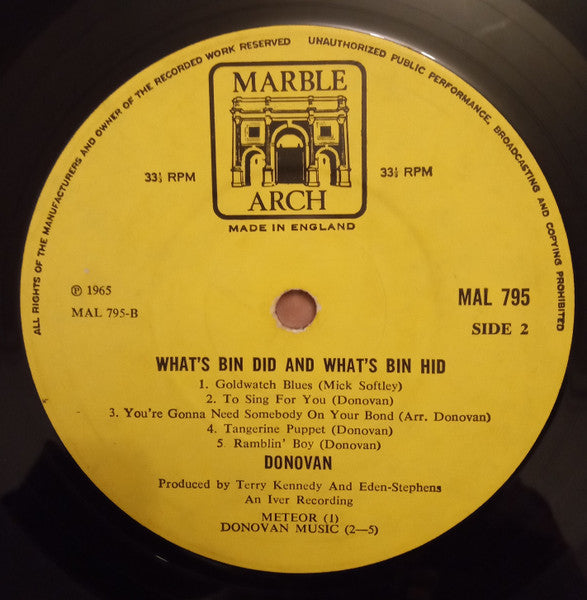 ALL RIGHTS OF THE MANUFACTURERS AND OWNER OF THE RECORDED WORK RESERVED UNAUTHORIZED PUBLIC PERFORMANCE, BROADCASTING AND COPYING PROHIBITED
MARBLE
33⅓ RPM 33⅓ RPM
ARCH
MADE IN ENGLAND
℗ 1965 MAL 795
MAL 795-B SIDE 2
WHAT'S BIN DID AND WHAT'S BIN HID
1. Goldwatch Blues (Mick Softley)
2. To Sing For You (Donovan)
3. You're Gonna Need Somebody On Your Bond (Arr. Donovan)
4. Tangerine Puppet (Donovan)
5. Ramblin' Boy (Donovan)
DONOVAN
Produced by Terry Kennedy And Eden-Stephens
An Iver Recording
METEOR (1)
DONOVAN MUSIC (2—5)